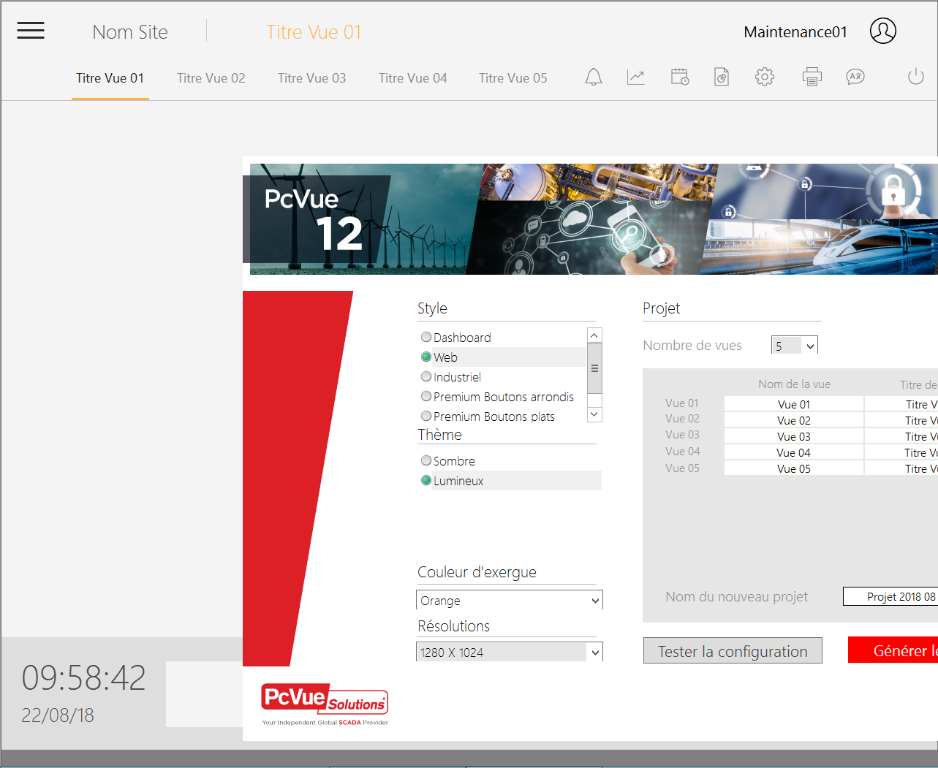 Nom Site
Titre Vue 01
Maintenance01
Titre Vue 01 Titre Vue 02 Titre Vue 03 Titre Vue 04 Titre Vue 05
PcVue
12
Style
Dashboard
Web
Industriel
Premium Boutons arrondis
Premium Boutons plats
Thème
Sombre
Lumineux
Couleur d'exergue
Orange
Résolutions
1280 X 1024
Projet
Nombre de vues 5
Nom de la vue Titre de
Vue 01 Vue 01 Titre V
Vue 02 Vue 02 Titre V
Vue 03 Vue 03 Titre V
Vue 04 Vue 04 Titre V
Vue 05 Vue 05 Titre V
Nom du nouveau projet Projet 2018 08
Tester la configuration Générer l
09:58:42
22/08/18
PcVue Solutions
Your Independent Global SCADA Provider